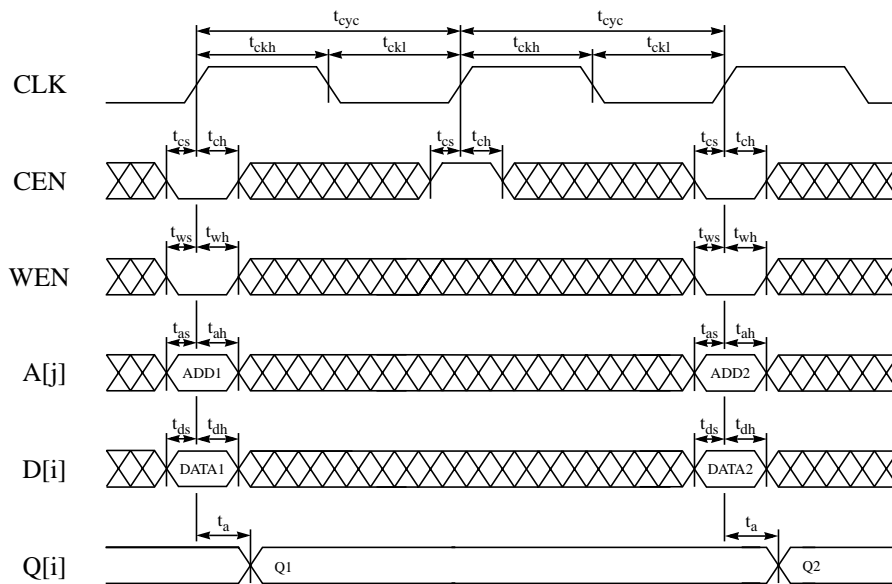 tcyc tcyc
tckh tckl tckh tckl
CLK
tcs tch tcs tch tcs tch
CEN
tws twh tws twh
WEN
tas tah tas tah
A[j] ADD1 ADD2
tds tdh tds tdh
D[i] DATA1 DATA2
ta ta
Q[i] Q1 Q2